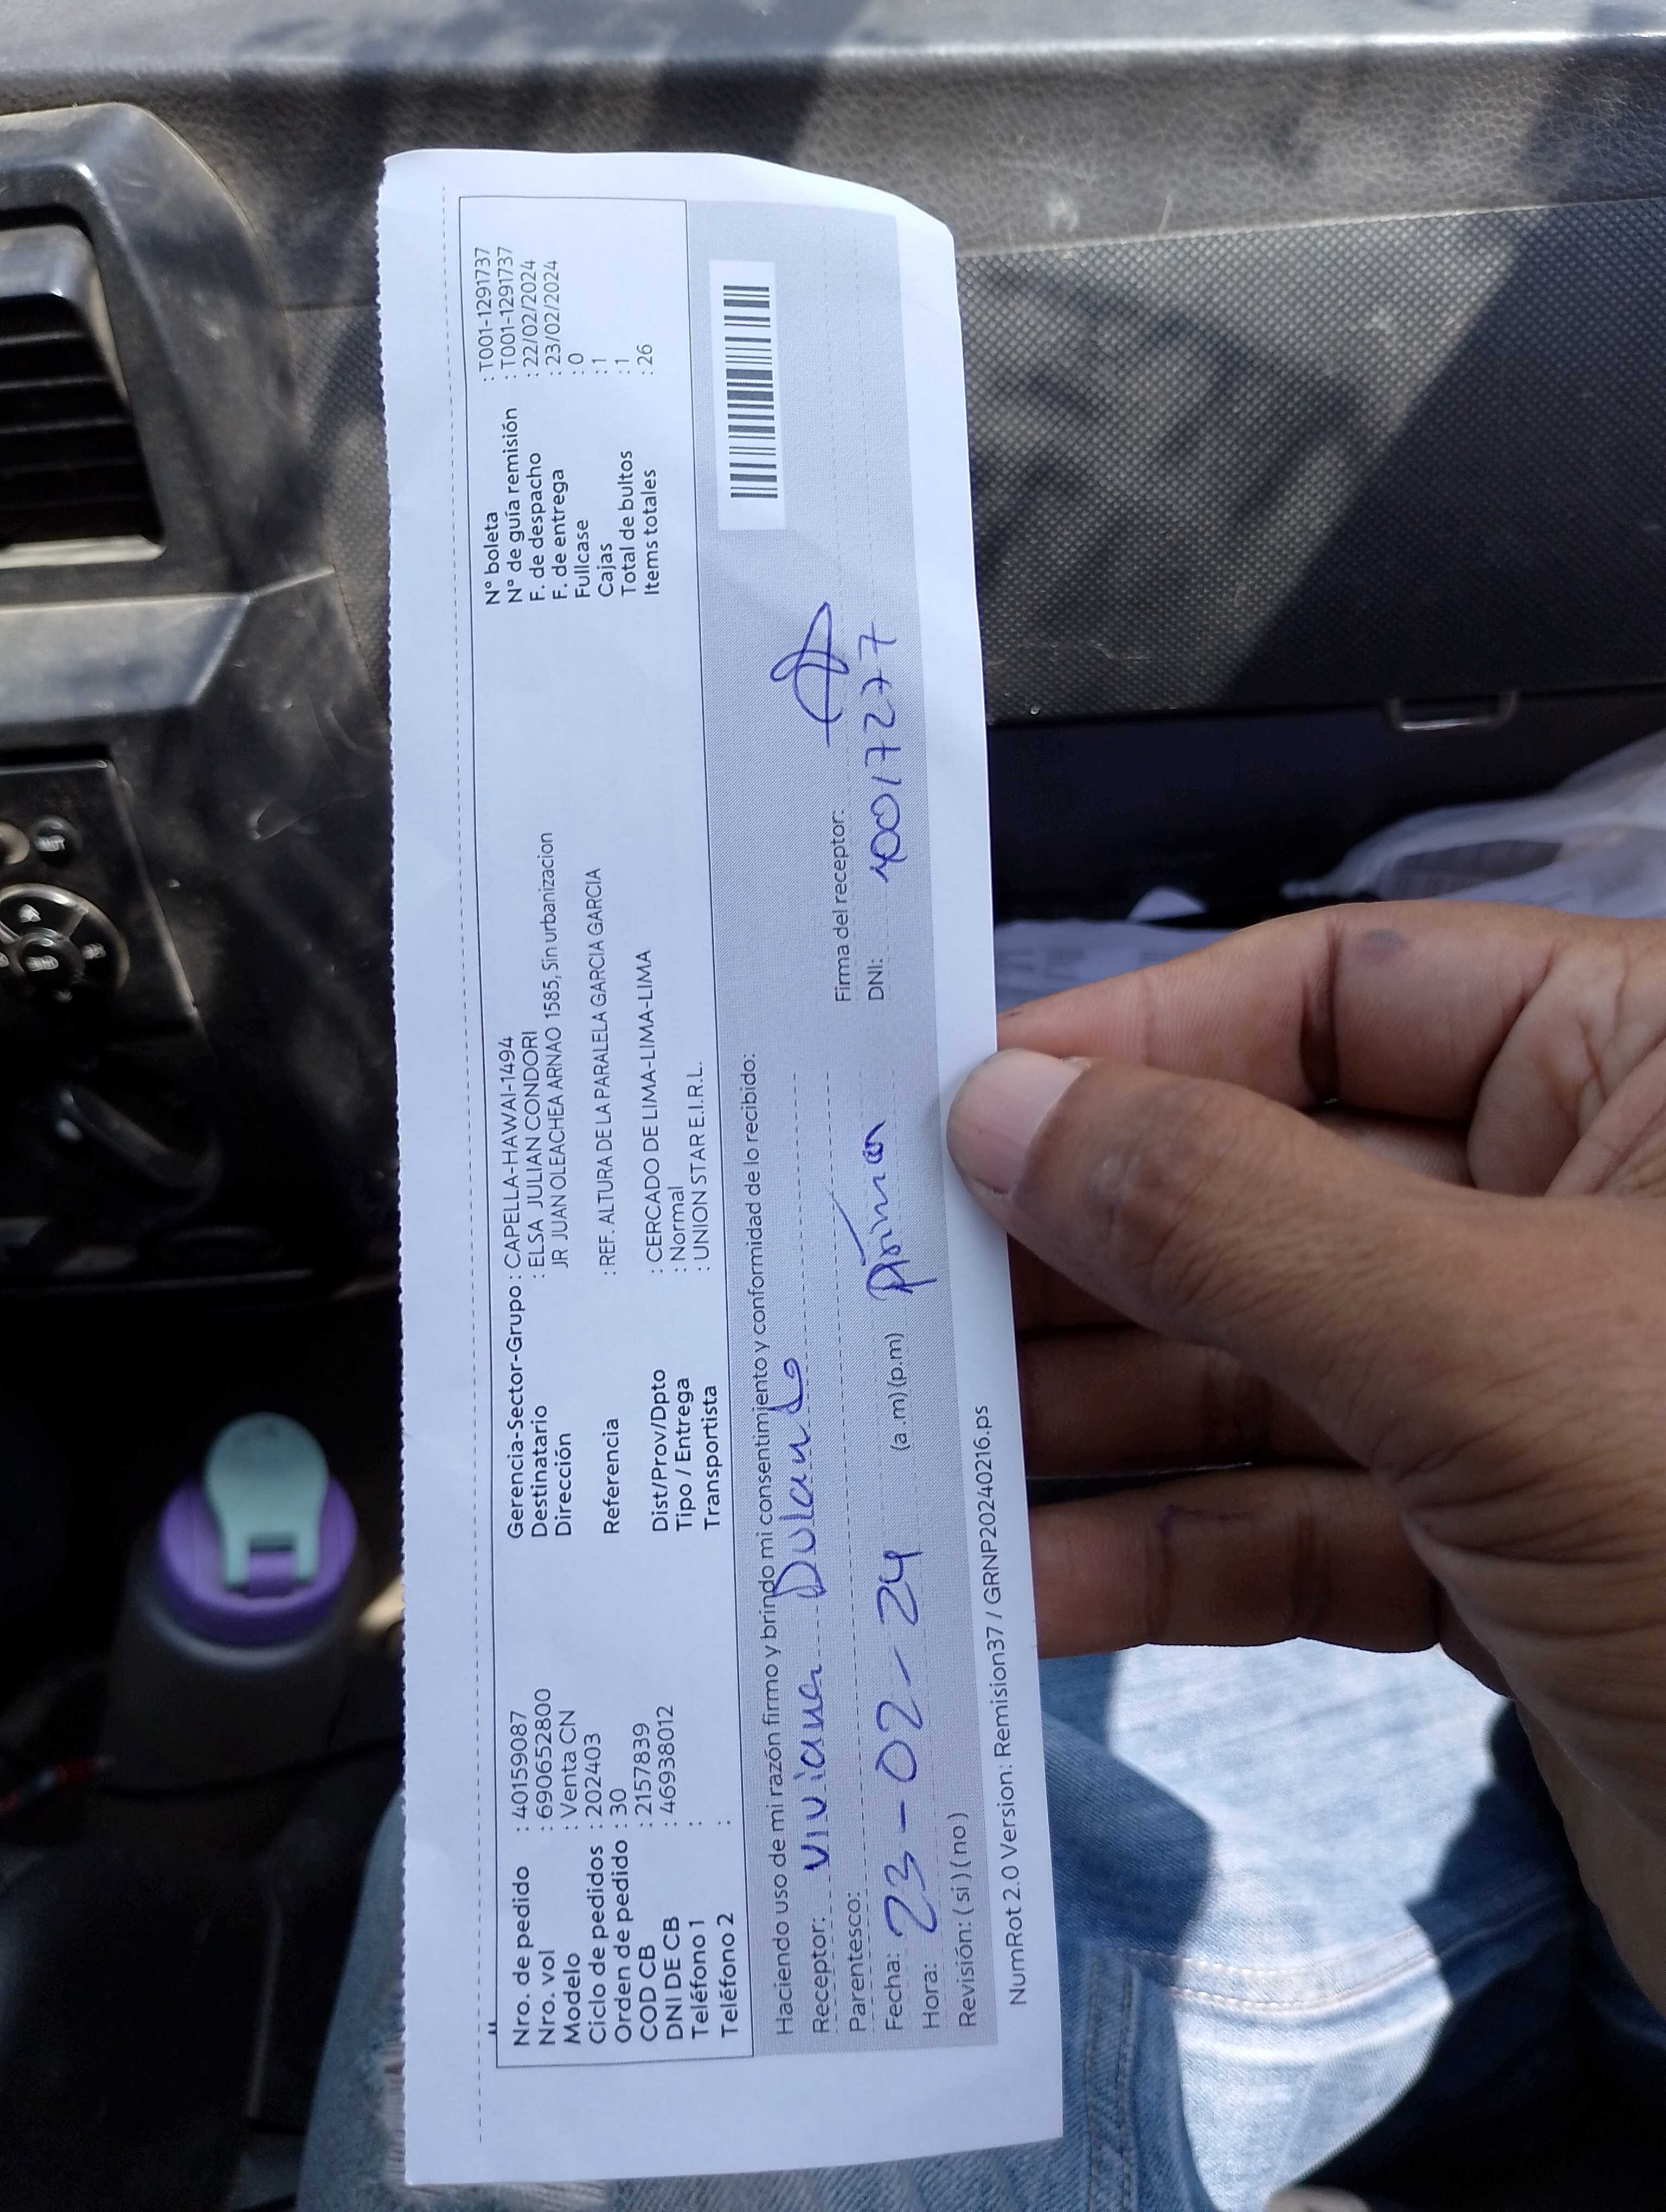 Nro. de pedido : 40159087
Nro. vol : 690652800
Modelo : Venta CN
Ciclo de pedidos : 202403
Orden de pedido : 30
COD CB : 21578​39
DNI DE CB : 46938012
Teléfono 1 :
Teléfono 2 :
Gerencia-Sector-Grupo : CAPELLA-HAWAI-1494
Destinatario : ELSA JULIAN CONDORI
Dirección JR JUAN OLEACHEA ARNAO 1585, Sin urbanizacion
Referencia : REF. ALTURA DE LA PARALELA GARCIA GARCIA
Dist/Prov/Dpto : CERCADO DE LIMA-LIMA-LIMA
Tipo / Entrega : Normal
Transportista : UNION STAR E.I.R.L.
N° boleta : T001-1291737
N° de guía remisión : T001-1291737
F. de despacho : 22/02/2024
F. de entrega : 23/02/2024
Fullcase : 0
Cajas : 1
Total de bultos : 1
Items totales : 26
Haciendo uso de mi razón firmo y brindo mi consentimiento y conformidad de lo recibido:
Receptor: viviana Dulanto
Parentesco:
Firma del receptor:
Fecha: 23-02-24
DNI: 40017277
Hora: (a.m) (p.m)
Revisión: ( si ) ( no )
NumRot 2.0 Version: Remision37 / GRNP20240216.ps